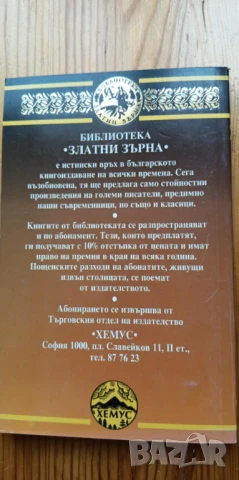 БИБЛИОТЕКА
•ЗЛАТНИ ЗЪРНА•
е истински връх в българското
книгоиздаване на всички времена. Сега
възобновена, тя ще предлага само стойностни
произведения на големи писатели, предимно
наши съвременници, но също и класици.
Книгите от библиотеката се разпространяват
и по абонамент. Тези, които предплатят,
ги получават с 10% отстъпка от цената и имат
право на премия в края на всяка година.
Пощенските разходи на абонатите, живущи
извън столицата, се поемат
от издателството.
Абонирането се извършва от
Търговския отдел на издателство
•ХЕМУС•
София 1000, пл. Славейков 11, II ет.,
тел. 87 76 23
ХЕМУС
bazar